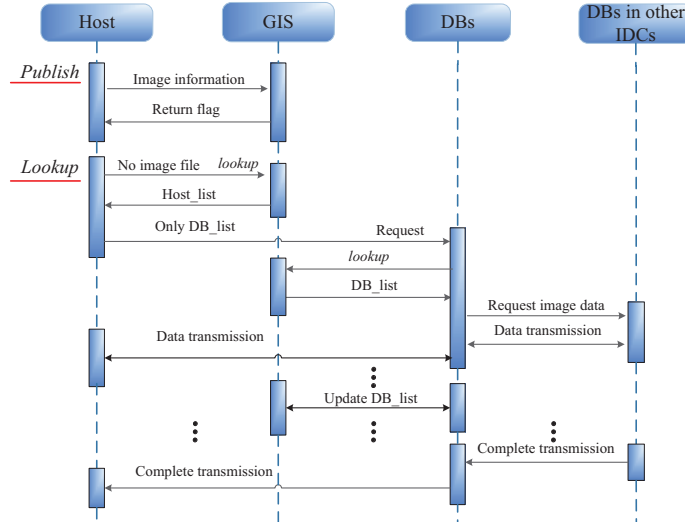 Host
GIS
DBs
DBs in other
IDCs
Publish
Image information
Return flag
Lookup
No image file
lookup
Host_list
Only DB_list
Request
lookup
DB_list
Request image data
Data transmission
Data transmission
Update DB_list
Complete transmission
Complete transmission